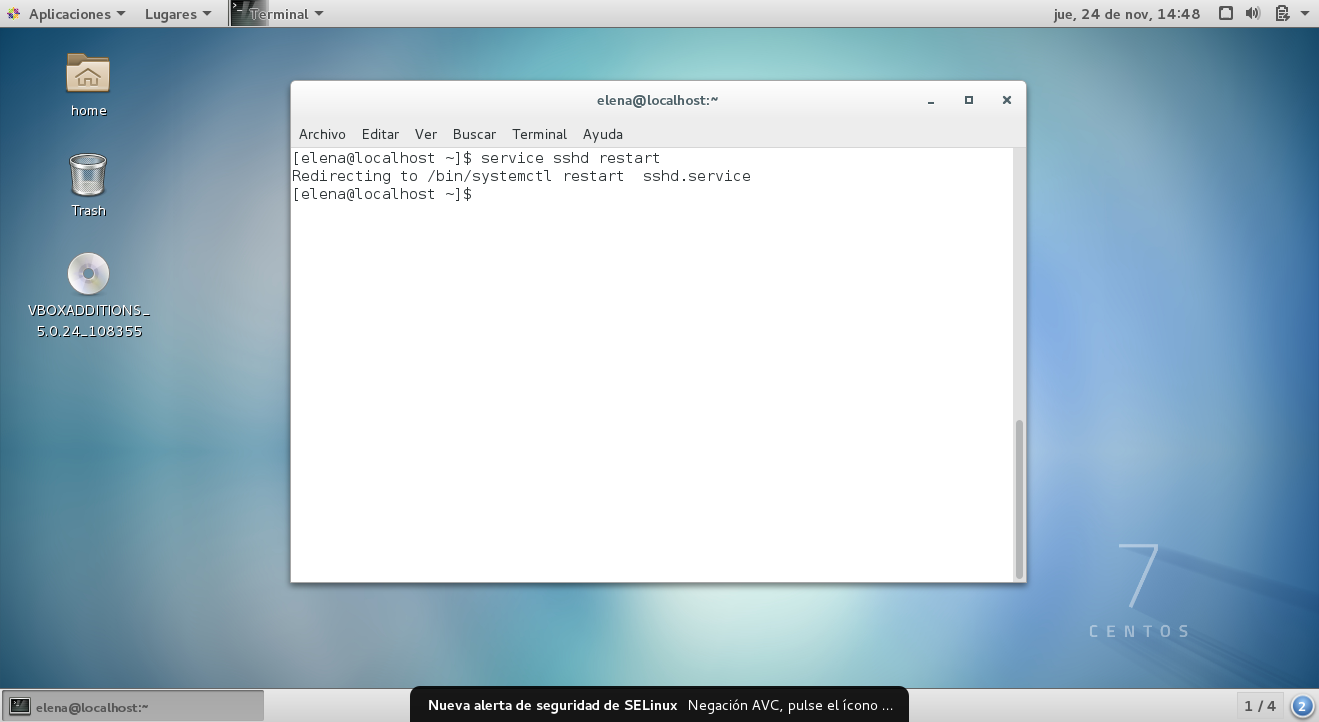 Aplicaciones Lugares Terminal jue, 24 de nov, 14:48
home
Trash
VBOXADDITIONS_
5.0.24_108355
elena@localhost:~
Archivo Editar Ver Buscar Terminal Ayuda
[elena@localhost ~]$ service sshd restart
Redirecting to /bin/systemctl restart  sshd.service
[elena@localhost ~]$
7
CENTOS
elena@localhost:~
Nueva alerta de seguridad de SELinux Negación AVC, pulse el ícono ...
1 / 4 2